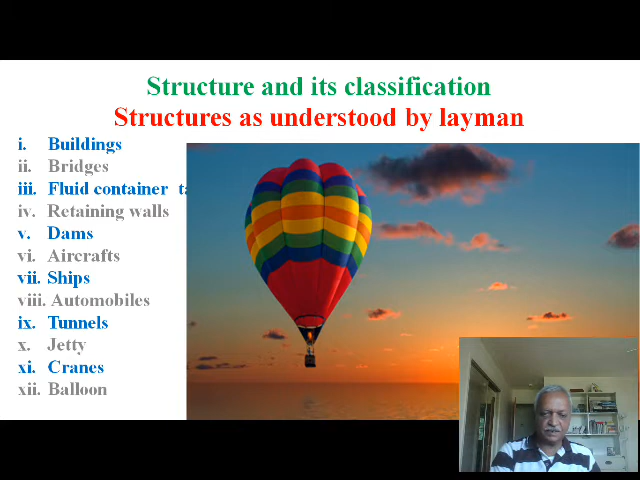 Structure and its classification
Structures as understood by layman
i. Buildings
ii. Bridges
iii. Fluid container
iv. Retaining walls
v. Dams
vi. Aircrafts
vii. Ships
viii. Automobiles
ix. Tunnels
x. Jetty
xi. Cranes
xii. Balloon